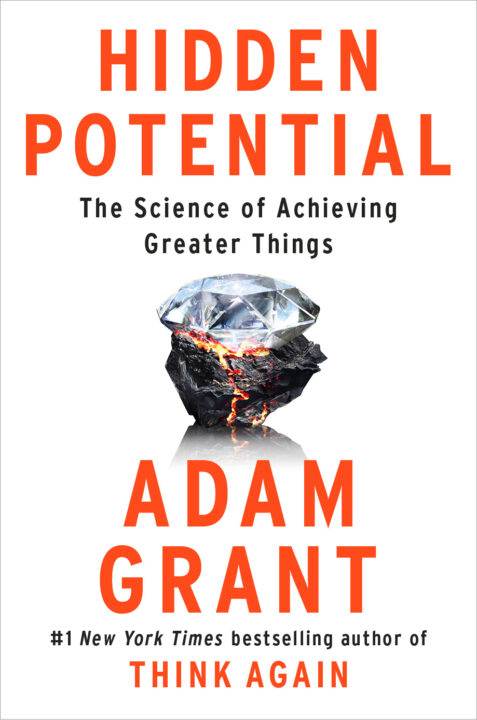 HIDDEN
POTENTIAL
The Science of Achieving
Greater Things
ADAM
GRANT
#1 New York Times bestselling author of
THINK AGAIN